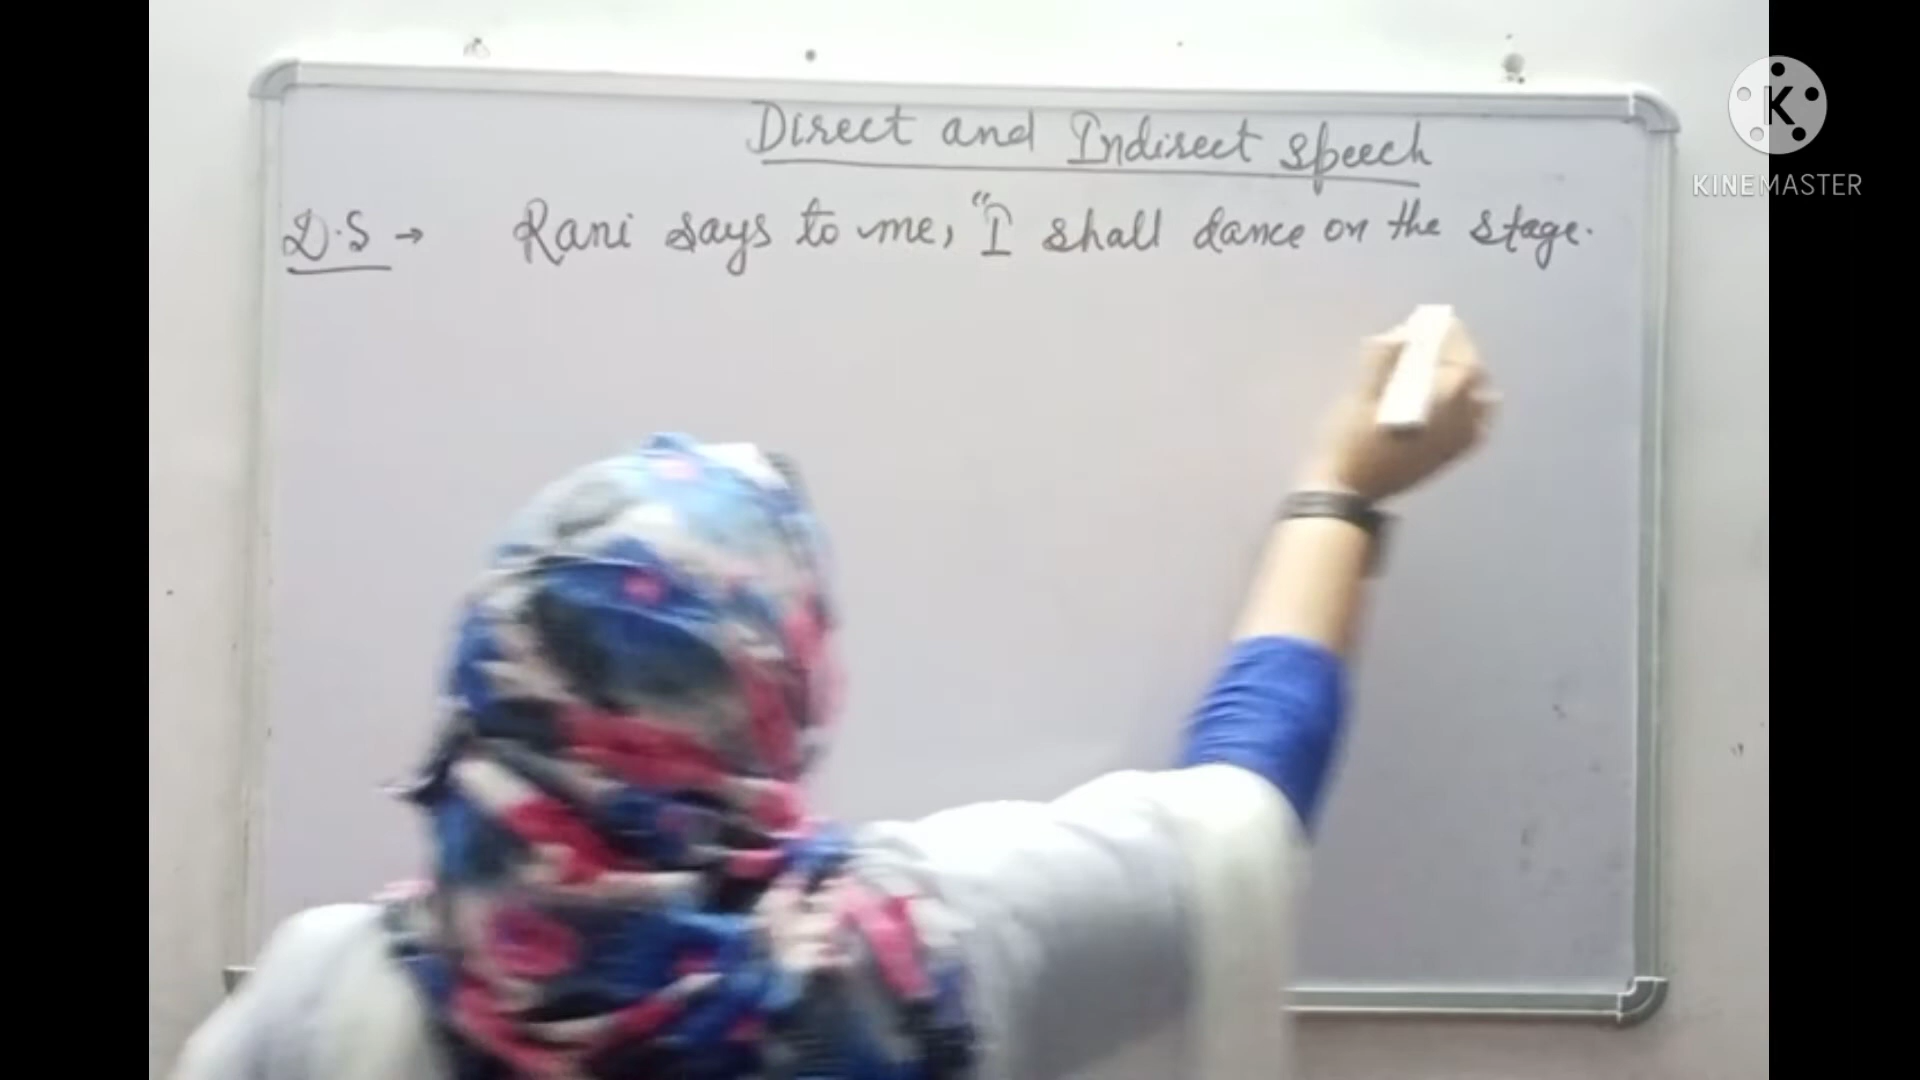 Direct and Indirect speech
D.S → Rani says to me, "I shall dance on the stage.
K
KINEMASTER